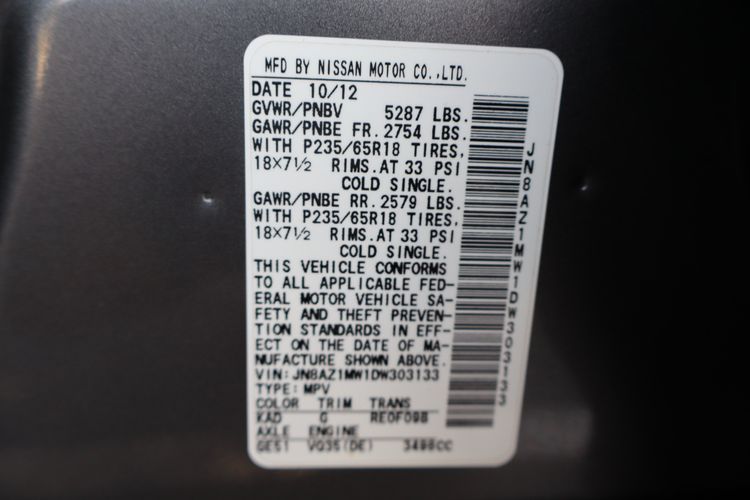 MFD BY NISSAN MOTOR CO.,LTD.
DATE 10/12
GVWR/PNBV 5287 LBS.
GAWR/PNBE FR. 2754 LBS.
WITH P235/65R18 TIRES,
18×7½ RIMS.AT 33 PSI
COLD SINGLE.
GAWR/PNBE RR. 2579 LBS.
WITH P235/65R18 TIRES,
18×7½ RIMS.AT 33 PSI
COLD SINGLE.
THIS VEHICLE CONFORMS
TO ALL APPLICABLE FED-
ERAL MOTOR VEHICLE SA-
FETY AND THEFT PREVEN-
TION STANDARDS IN EFF-
ECT ON THE DATE OF MA-
NUFACTURE SHOWN ABOVE.
VIN:JN8AZ1MW1DW303133
TYPE:MPV
COLOR TRIM TRANS
KAD G RE0F09B
AXLE ENGINE
GE51 VQ35(DE) 3498CC
JN8AZ1MW1DW303133